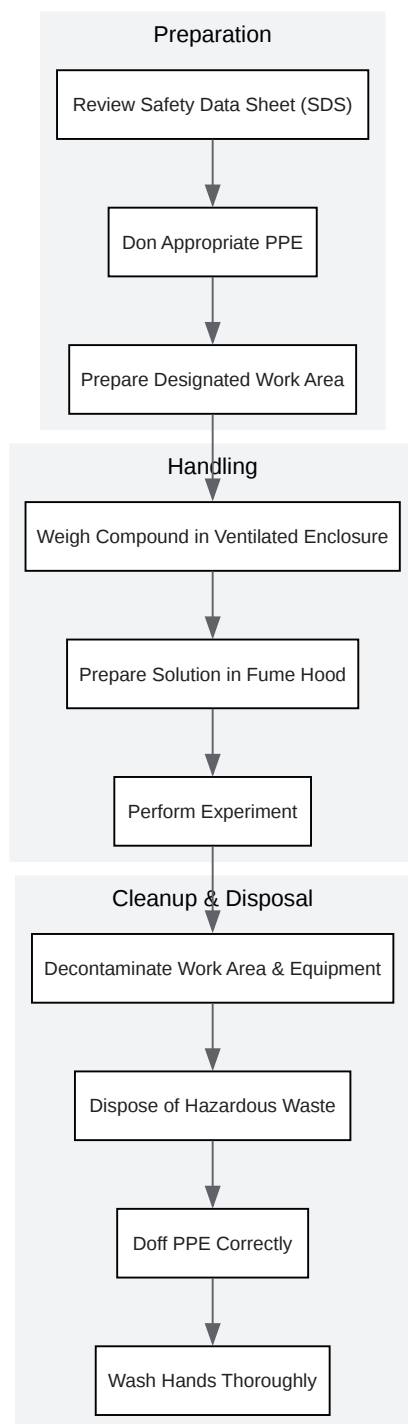 Preparation
Review Safety Data Sheet (SDS)
Don Appropriate PPE
Prepare Designated Work Area
Handling
Weigh Compound in Ventilated Enclosure
Prepare Solution in Fume Hood
Perform Experiment
Cleanup & Disposal
Decontaminate Work Area & Equipment
Dispose of Hazardous Waste
Doff PPE Correctly
Wash Hands Thoroughly